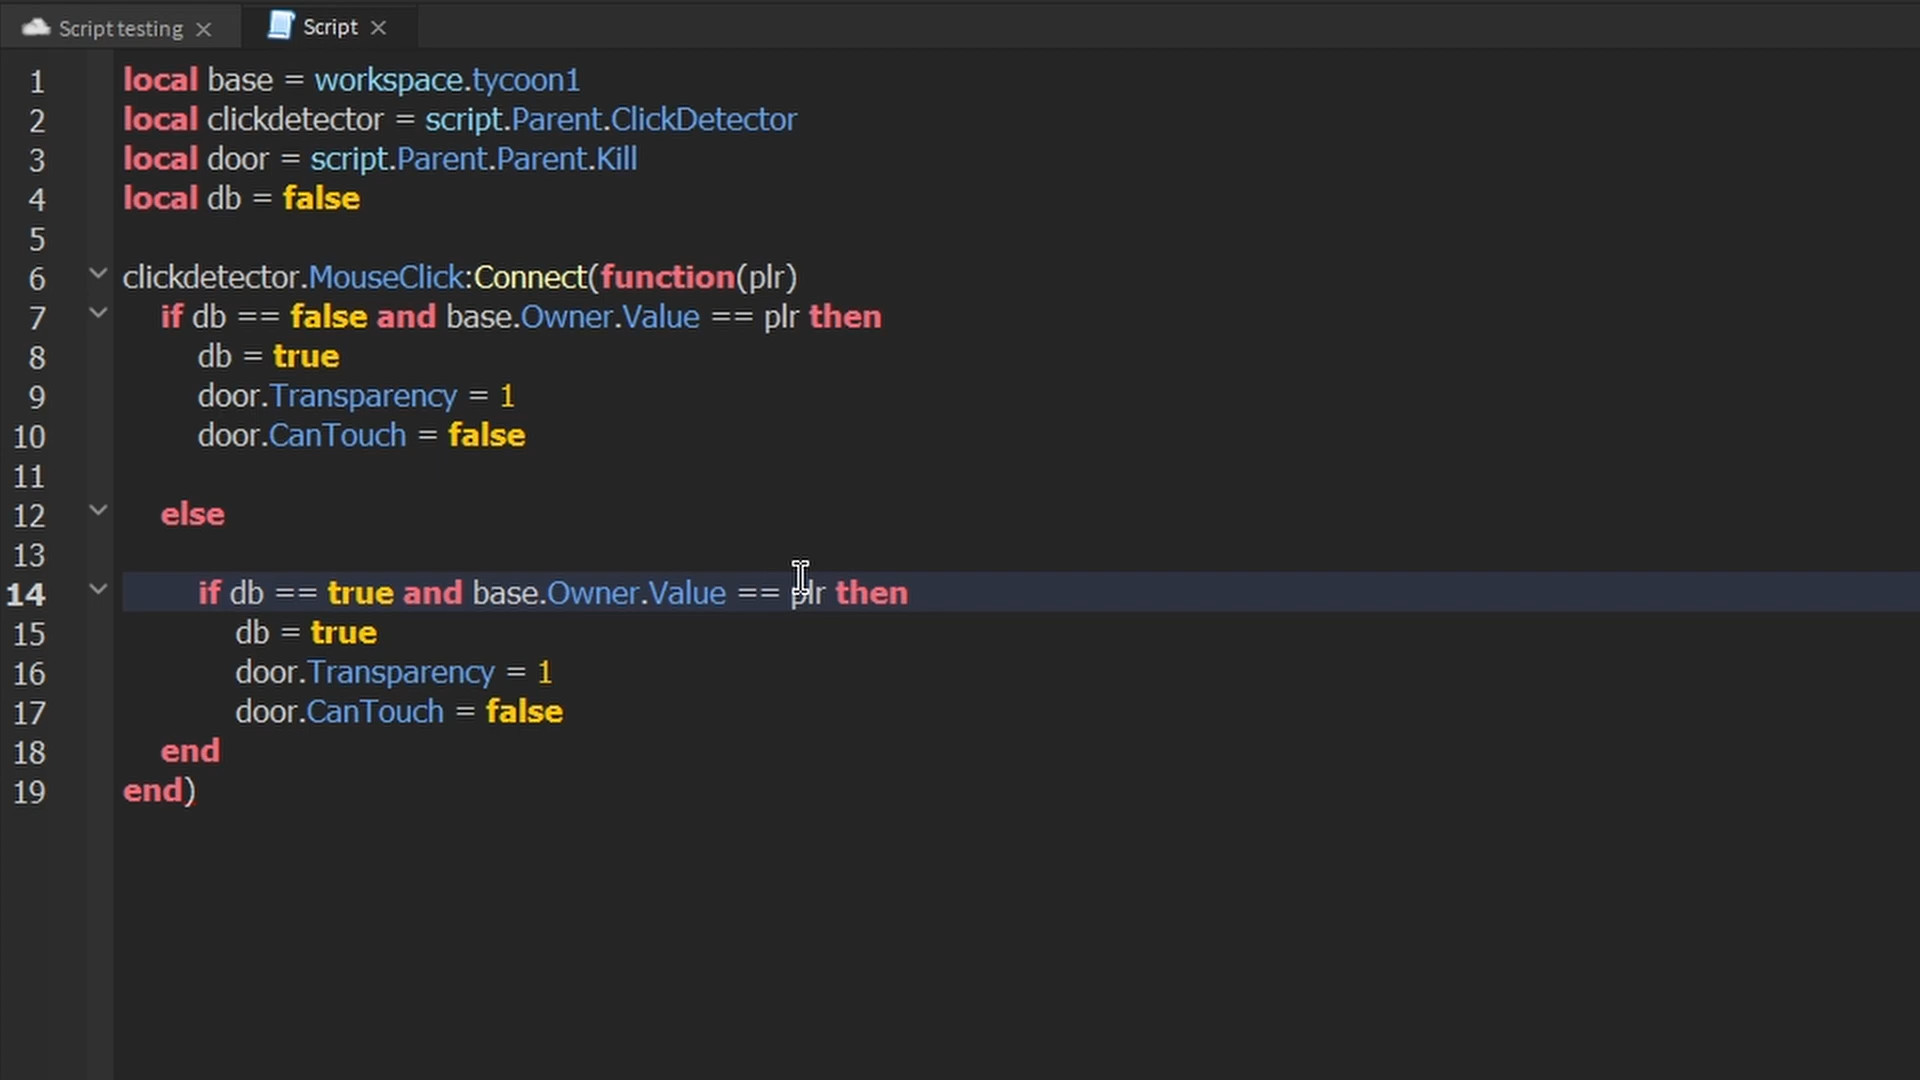 Script testing
Script
1 local base = workspace.tycoon1
2 local clickdetector = script.Parent.ClickDetector
3 local door = script.Parent.Parent.Kill
4 local db = false
5
6 clickdetector.MouseClick:Connect(function(plr)
7 if db == false and base.Owner.Value == plr then
8 db = true
9 door.Transparency = 1
10 door.CanTouch = false
11
12 else
13
14 if db == true and base.Owner.Value == plr then
15 db = true
16 door.Transparency = 1
17 door.CanTouch = false
18 end
19 end)